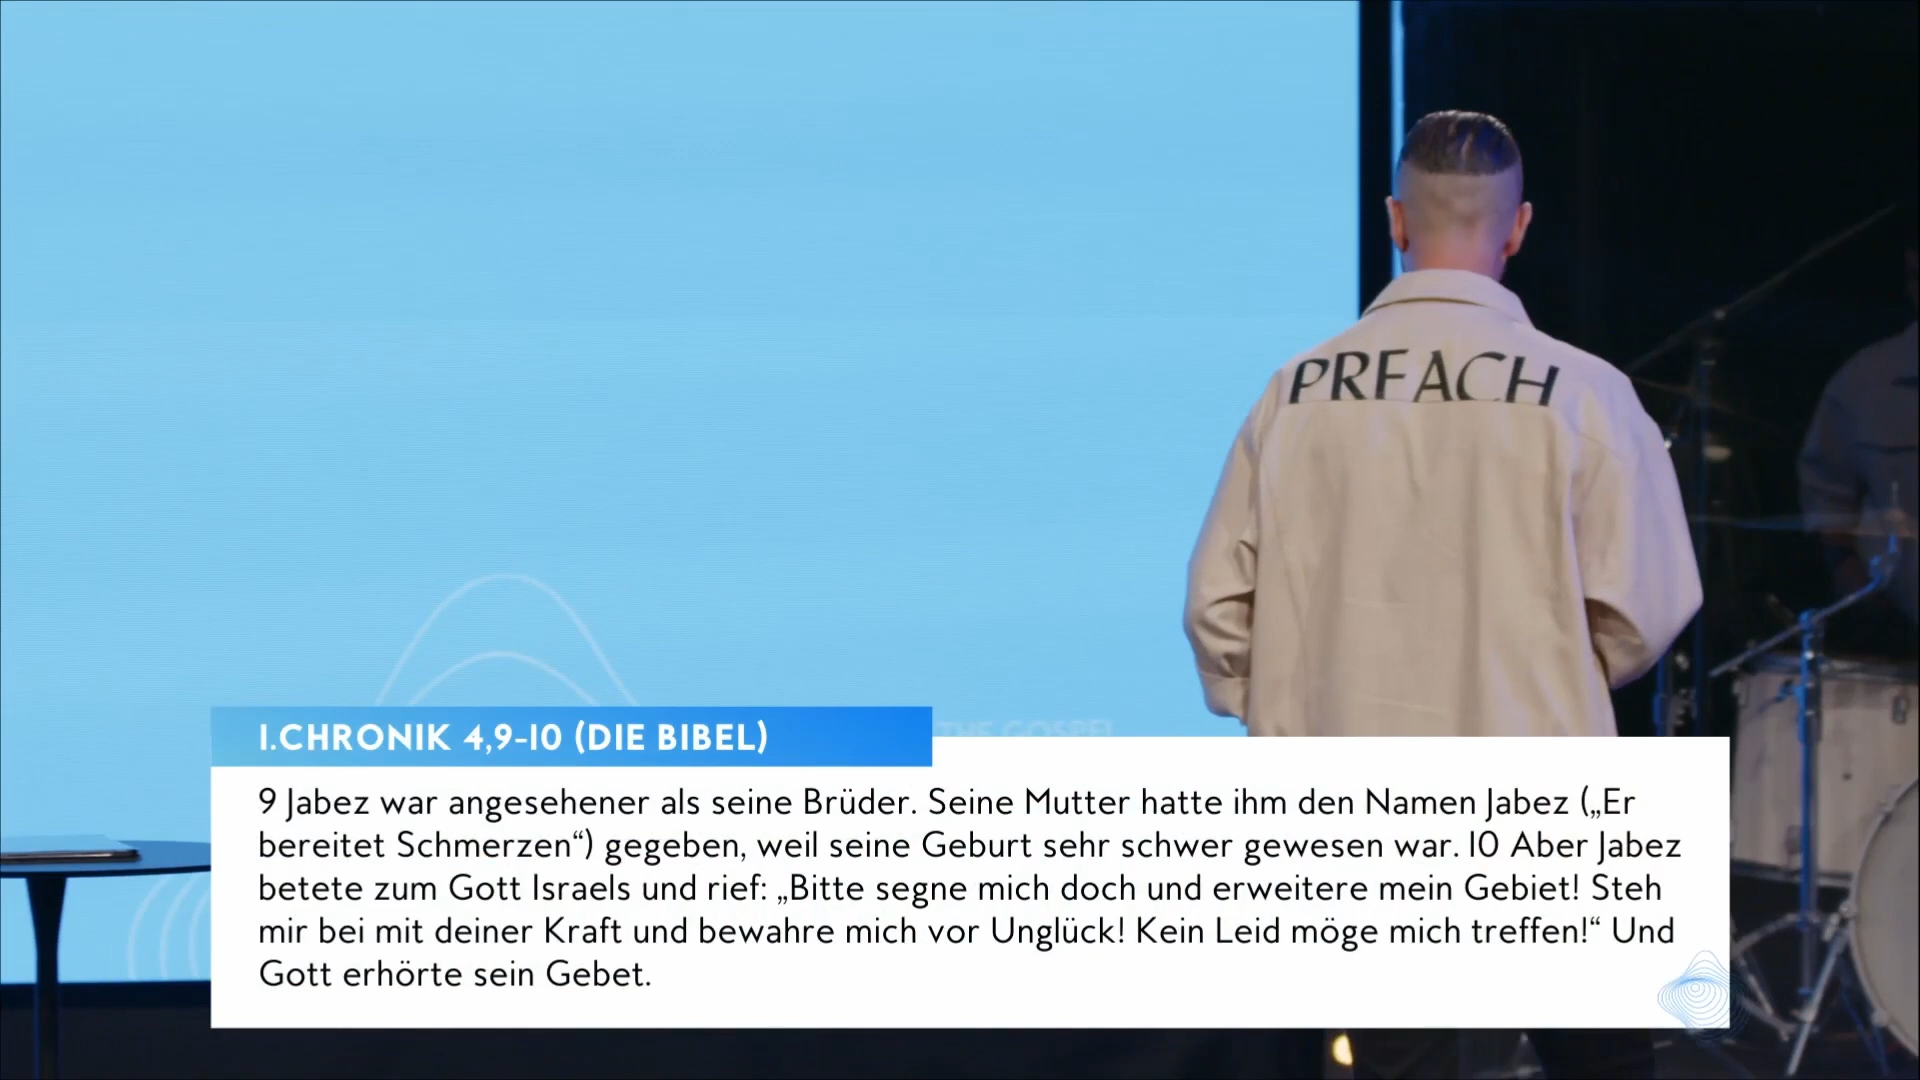 PREACH
THE GOSPEL
1.CHRONIK 4,9-10 (DIE BIBEL)
9 Jabez war angesehener als seine Brüder. Seine Mutter hatte ihm den Namen Jabez („Er
bereitet Schmerzen“) gegeben, weil seine Geburt sehr schwer gewesen war. 10 Aber Jabez
betete zum Gott Israels und rief: „Bitte segne mich doch und erweitere mein Gebiet! Steh
mir bei mit deiner Kraft und bewahre mich vor Unglück! Kein Leid möge mich treffen!“ Und
Gott erhörte sein Gebet.